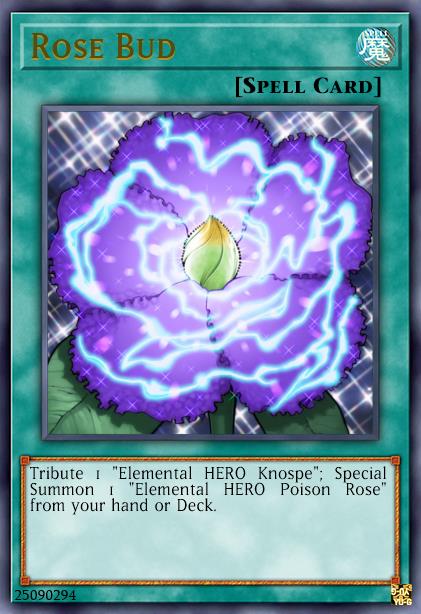 Rose Bud
魔
[Spell Card]
Tribute 1 "Elemental HERO Knospe"; Special
Summon 1 "Elemental HERO Poison Rose"
from your hand or Deck.
25090294